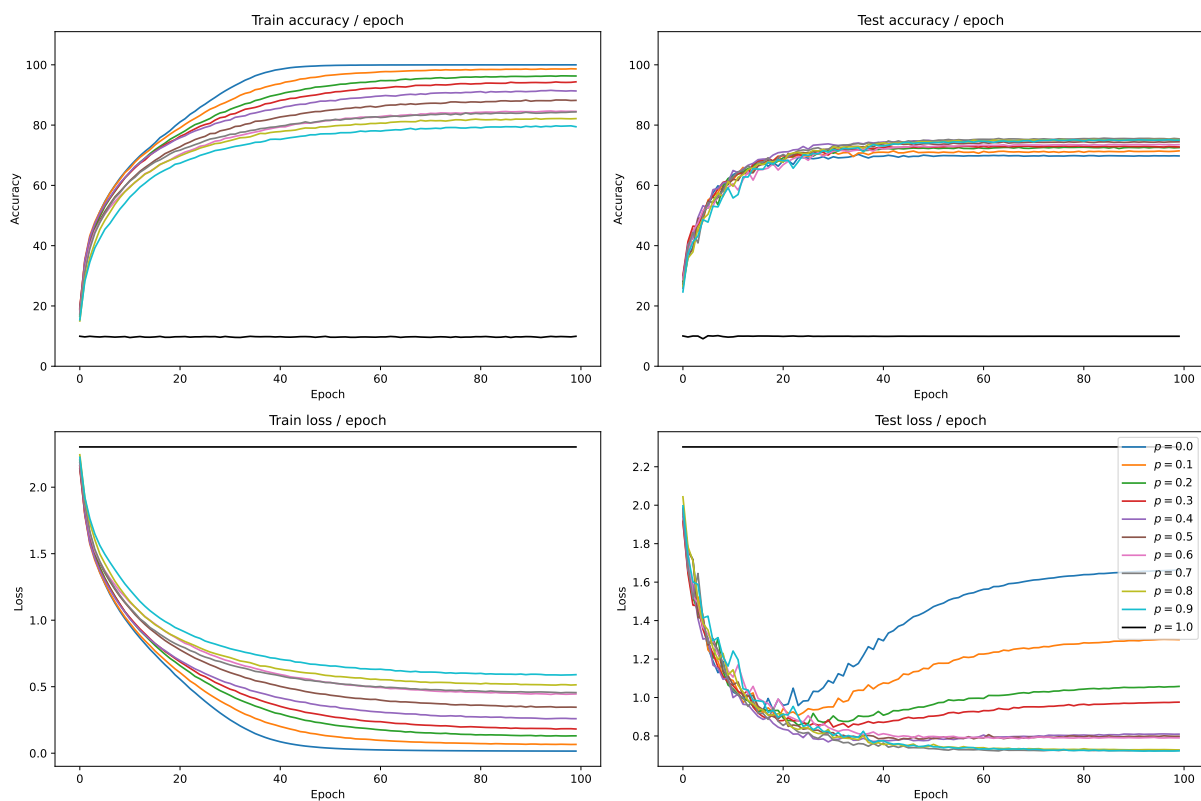 Train accuracy / epoch
100
80
60
40
20
0
Accuracy
0 20 40 60 80 100
Epoch
Test accuracy / epoch
100
80
60
40
20
0
Accuracy
0 20 40 60 80 100
Epoch
Train loss / epoch
2.0
1.5
1.0
0.5
0.0
Loss
0 20 40 60 80 100
Epoch
Test loss / epoch
2.2
2.0
1.8
1.6
1.4
1.2
1.0
0.8
Loss
0 20 40 60 80 100
Epoch
p = 0.0
p = 0.1
p = 0.2
p = 0.3
p = 0.4
p = 0.5
p = 0.6
p = 0.7
p = 0.8
p = 0.9
p = 1.0